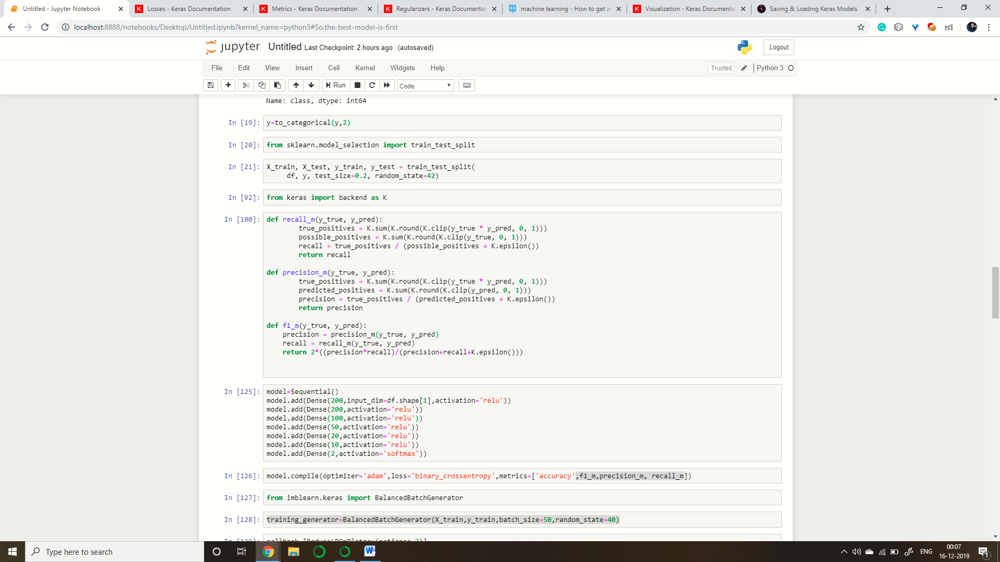 Untitled - Jupyter Notebook
Losses - Keras Documentation
Metrics - Keras Documentation
Regularizers - Keras Documentati
machine learning - How to get a
Visualization - Keras Documentat
Saving & Loading Keras Models
localhost:8888/notebooks/Desktop/Untitled.ipynb?kernel_name=python3#So,the-best-model-is-first
jupyter Untitled Last Checkpoint: 2 hours ago (autosaved)
Logout
File Edit View Insert Cell Kernel Widgets Help
Trusted Python 3
Run Code
Name: class, dtype: int64
In [19]: y=to_categorical(y,2)
In [20]: from sklearn.model_selection import train_test_split
In [21]: X_train, X_test, y_train, y_test = train_test_split(
df, y, test_size=0.2, random_state=42)
In [92]: from keras import backend as K
In [100]: def recall_m(y_true, y_pred):
true_positives = K.sum(K.round(K.clip(y_true * y_pred, 0, 1)))
possible_positives = K.sum(K.round(K.clip(y_true, 0, 1)))
recall = true_positives / (possible_positives + K.epsilon())
return recall
def precision_m(y_true, y_pred):
true_positives = K.sum(K.round(K.clip(y_true * y_pred, 0, 1)))
predicted_positives = K.sum(K.round(K.clip(y_pred, 0, 1)))
precision = true_positives / (predicted_positives + K.epsilon())
return precision
def f1_m(y_true, y_pred):
precision = precision_m(y_true, y_pred)
recall = recall_m(y_true, y_pred)
return 2*((precision*recall)/(precision+recall+K.epsilon()))
In [125]: model=Sequential()
model.add(Dense(200,input_dim=df.shape[1],activation='relu'))
model.add(Dense(200,activation='relu'))
model.add(Dense(100,activation='relu'))
model.add(Dense(50,activation='relu'))
model.add(Dense(20,activation='relu'))
model.add(Dense(10,activation='relu'))
model.add(Dense(2,activation='softmax'))
In [126]: model.compile(optimizer='adam',loss='binary_crossentropy',metrics=['accuracy',f1_m,precision_m, recall_m])
In [127]: from imblearn.keras import BalancedBatchGenerator
In [128]: training_generator=BalancedBatchGenerator(X_train,y_train,batch_size=50,random_state=40)
Type here to search
ENG
00:07
16-12-2019
1